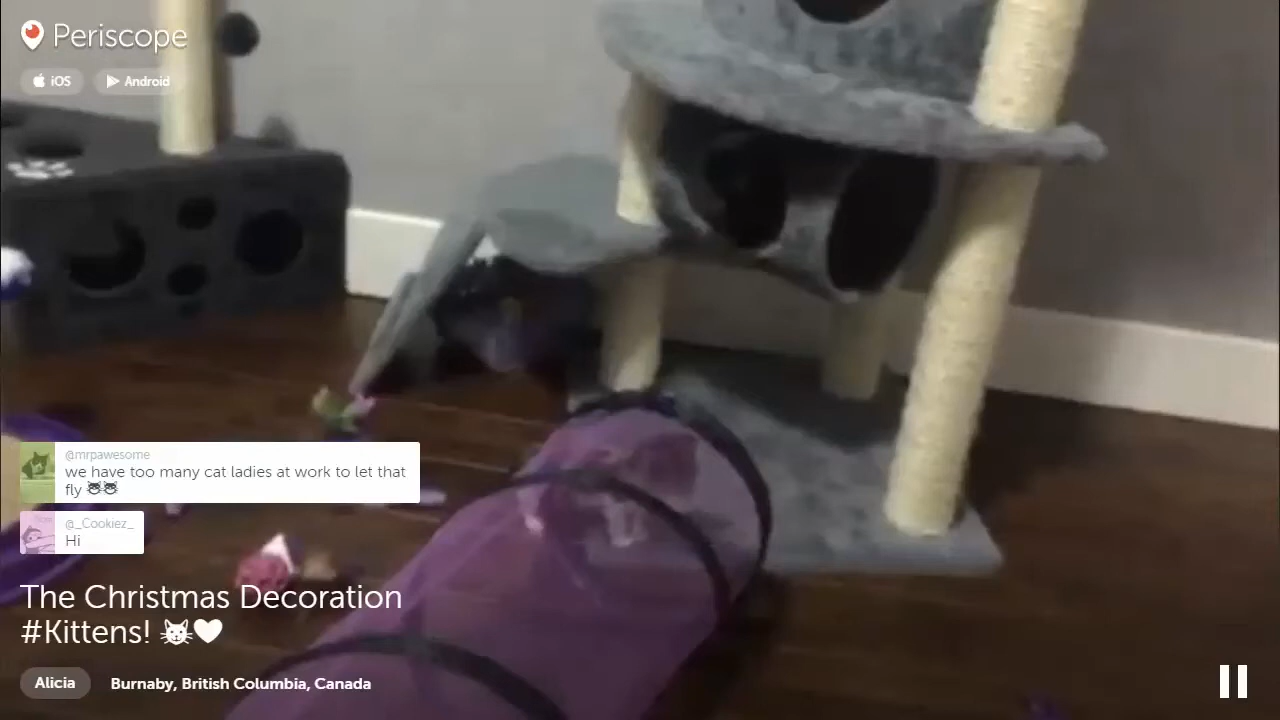 Periscope
iOS
Android
@mrpawesome
we have too many cat ladies at work to let that
fly 😈😈
@_Cookiez_
Hi
The Christmas Decoration
#Kittens! 🐱❤
Alicia
Burnaby, British Columbia, Canada